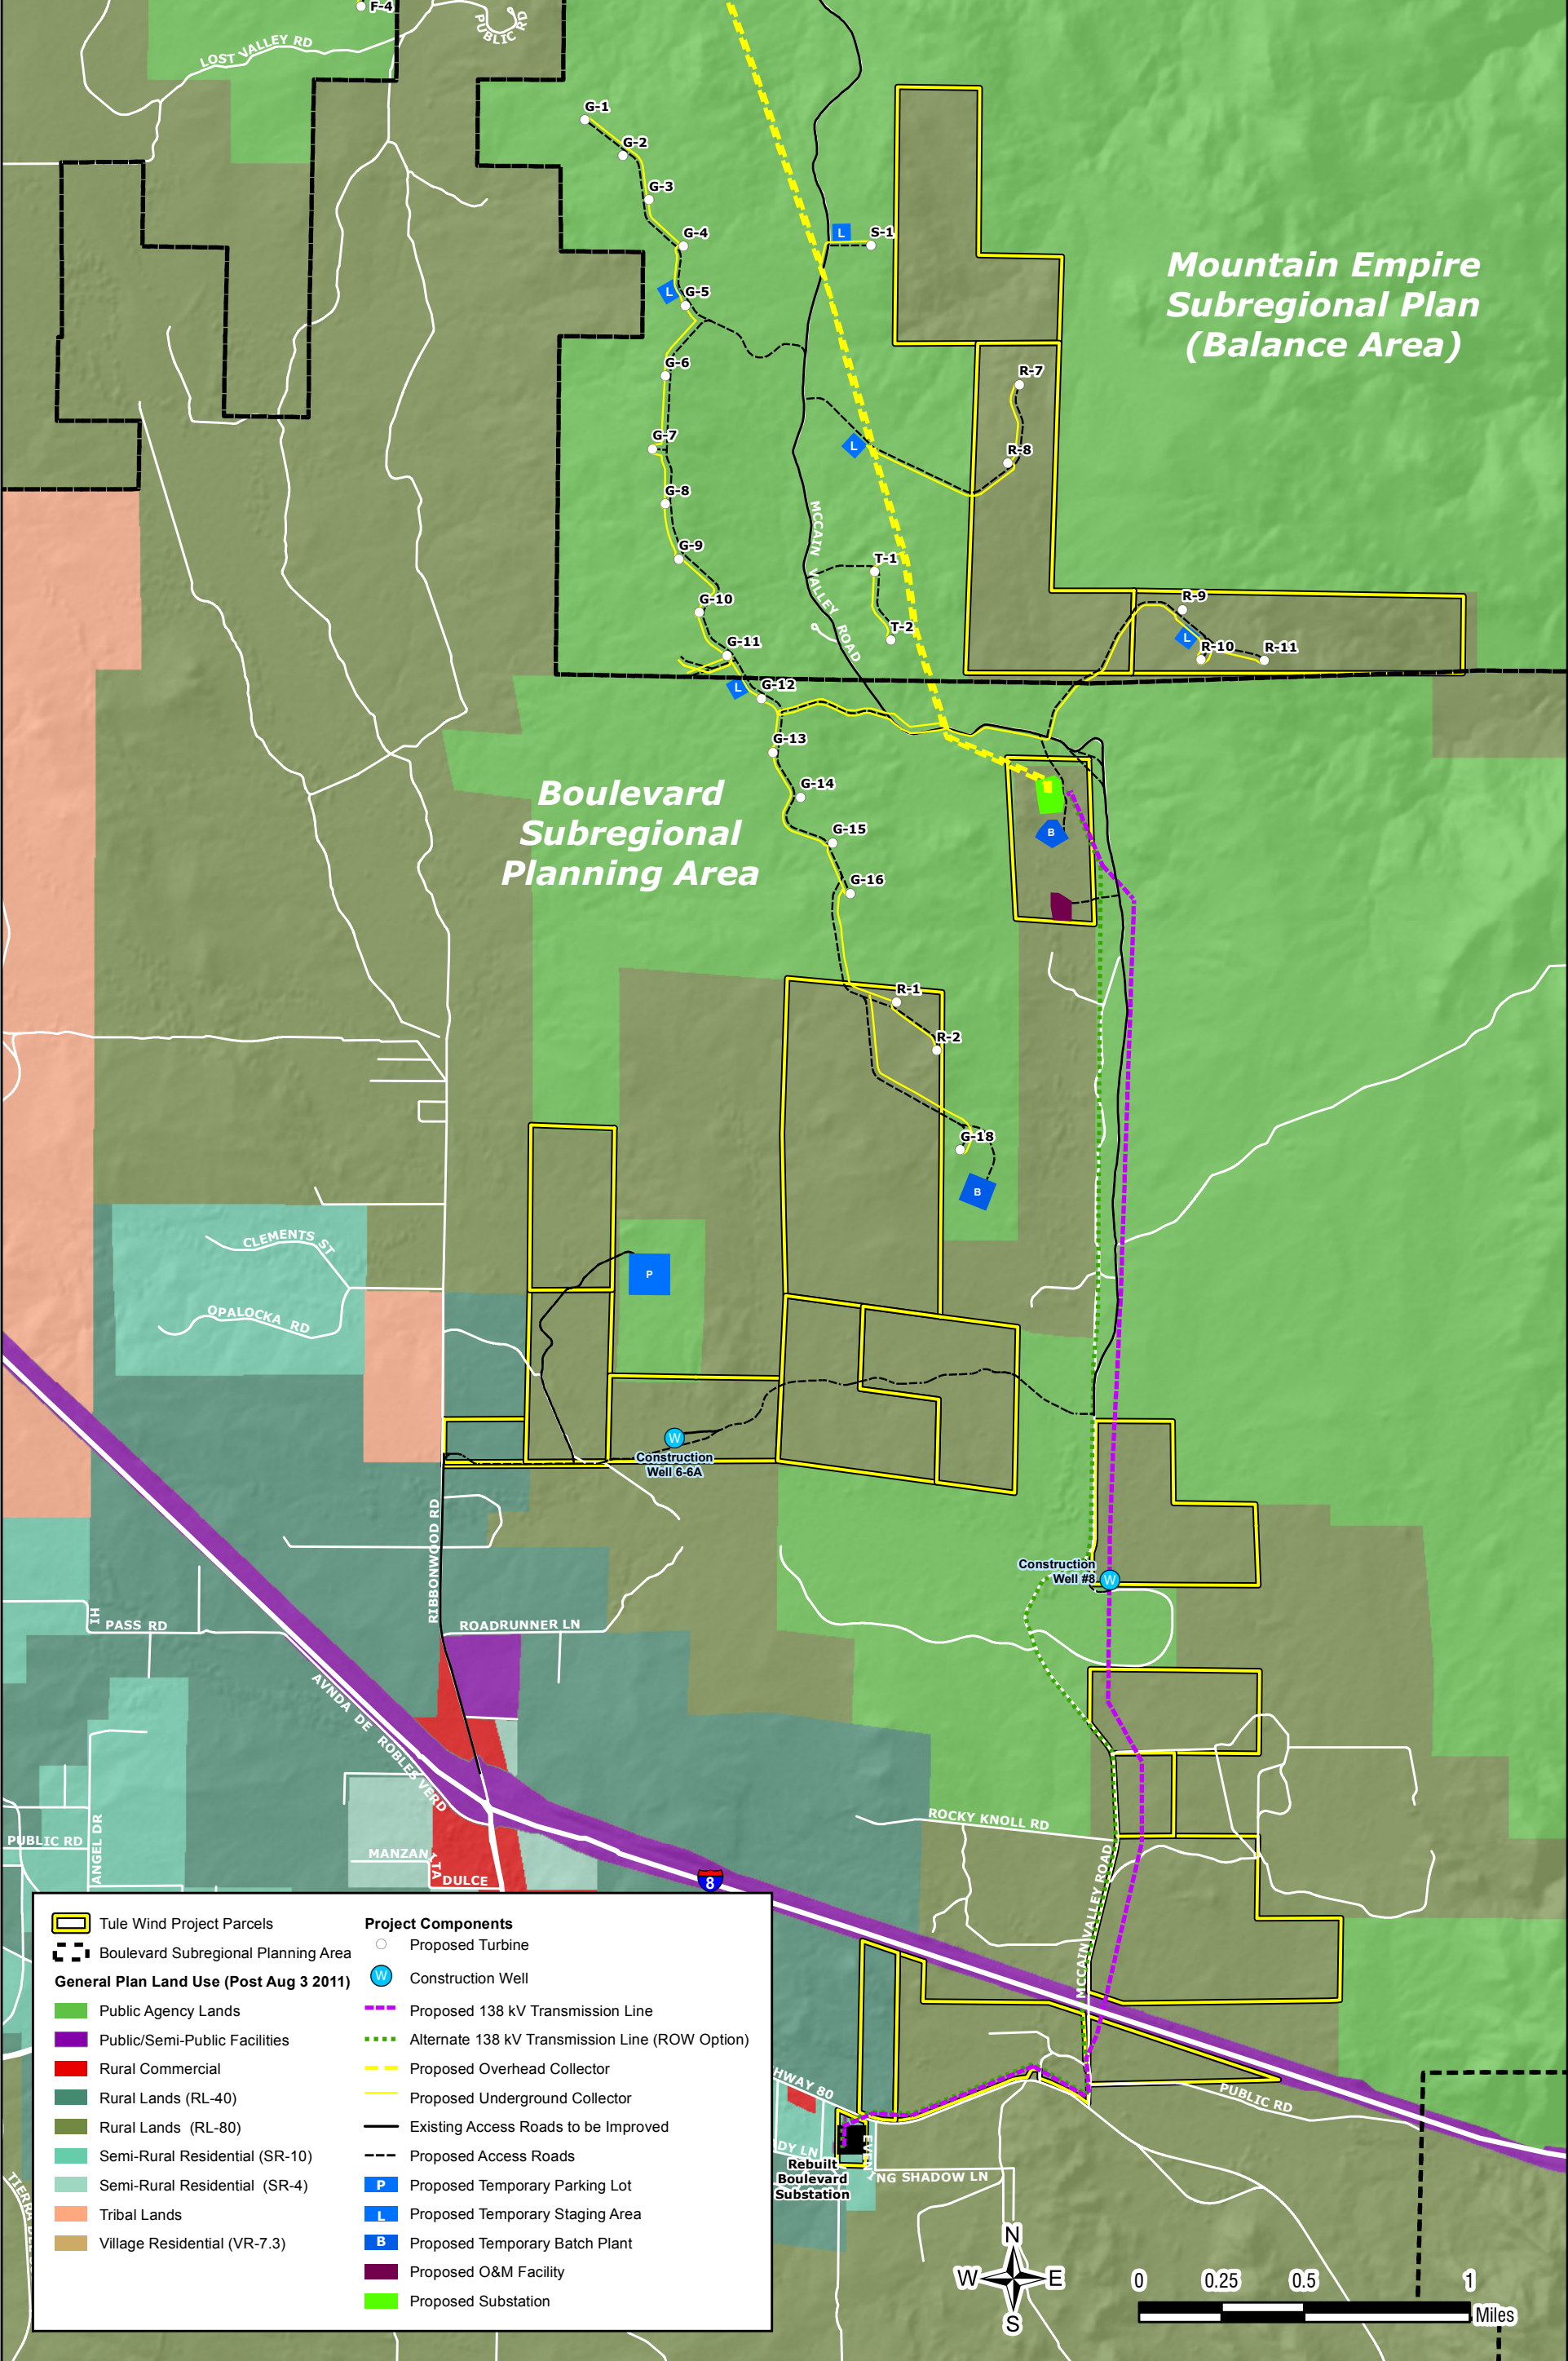 F-4
PUBLIC RD
LOST VALLEY RD
G-1
G-2
G-3
G-4
L
S-1
Mountain Empire
Subregional Plan
(Balance Area)
L
G-5
G-6
R-7
G-7
L
R-8
G-8
MCCAIN VALLEY ROAD
G-9
T-1
G-10
R-9
T-2
L
G-11
R-10
R-11
L
G-12
G-13
Boulevard
Subregional
Planning Area
G-14
G-15
B
G-16
R-1
R-2
G-18
B
CLEMENTS ST
P
OPALOCKA RD
W
Construction
Well 6-6A
RIBBONWOOD RD
Construction
Well #8
W
HI
PASS RD
ROADRUNNER LN
AVNDA DE ROBLES VERD
ROCKY KNOLL RD
PUBLIC RD
ANGEL DR
MANZAN
ATA
DULCE
8
MCCAIN VALLEY ROAD
Tule Wind Project Parcels
Boulevard Subregional Planning Area
General Plan Land Use (Post Aug 3 2011)
Public Agency Lands
Public/Semi-Public Facilities
Rural Commercial
Rural Lands (RL-40)
Rural Lands (RL-80)
Semi-Rural Residential (SR-10)
Semi-Rural Residential (SR-4)
Tribal Lands
Village Residential (VR-7.3)
Project Components
Proposed Turbine
W
Construction Well
Proposed 138 kV Transmission Line
Alternate 138 kV Transmission Line (ROW Option)
Proposed Overhead Collector
Proposed Underground Collector
Existing Access Roads to be Improved
Proposed Access Roads
P
Proposed Temporary Parking Lot
L
Proposed Temporary Staging Area
B
Proposed Temporary Batch Plant
Proposed O&M Facility
Proposed Substation
HWAY 80
PUBLIC RD
ADY LN
NG SHADOW LN
Rebuilt
Boulevard
Substation
N
W
E
S
0
0.25
0.5
1
Miles